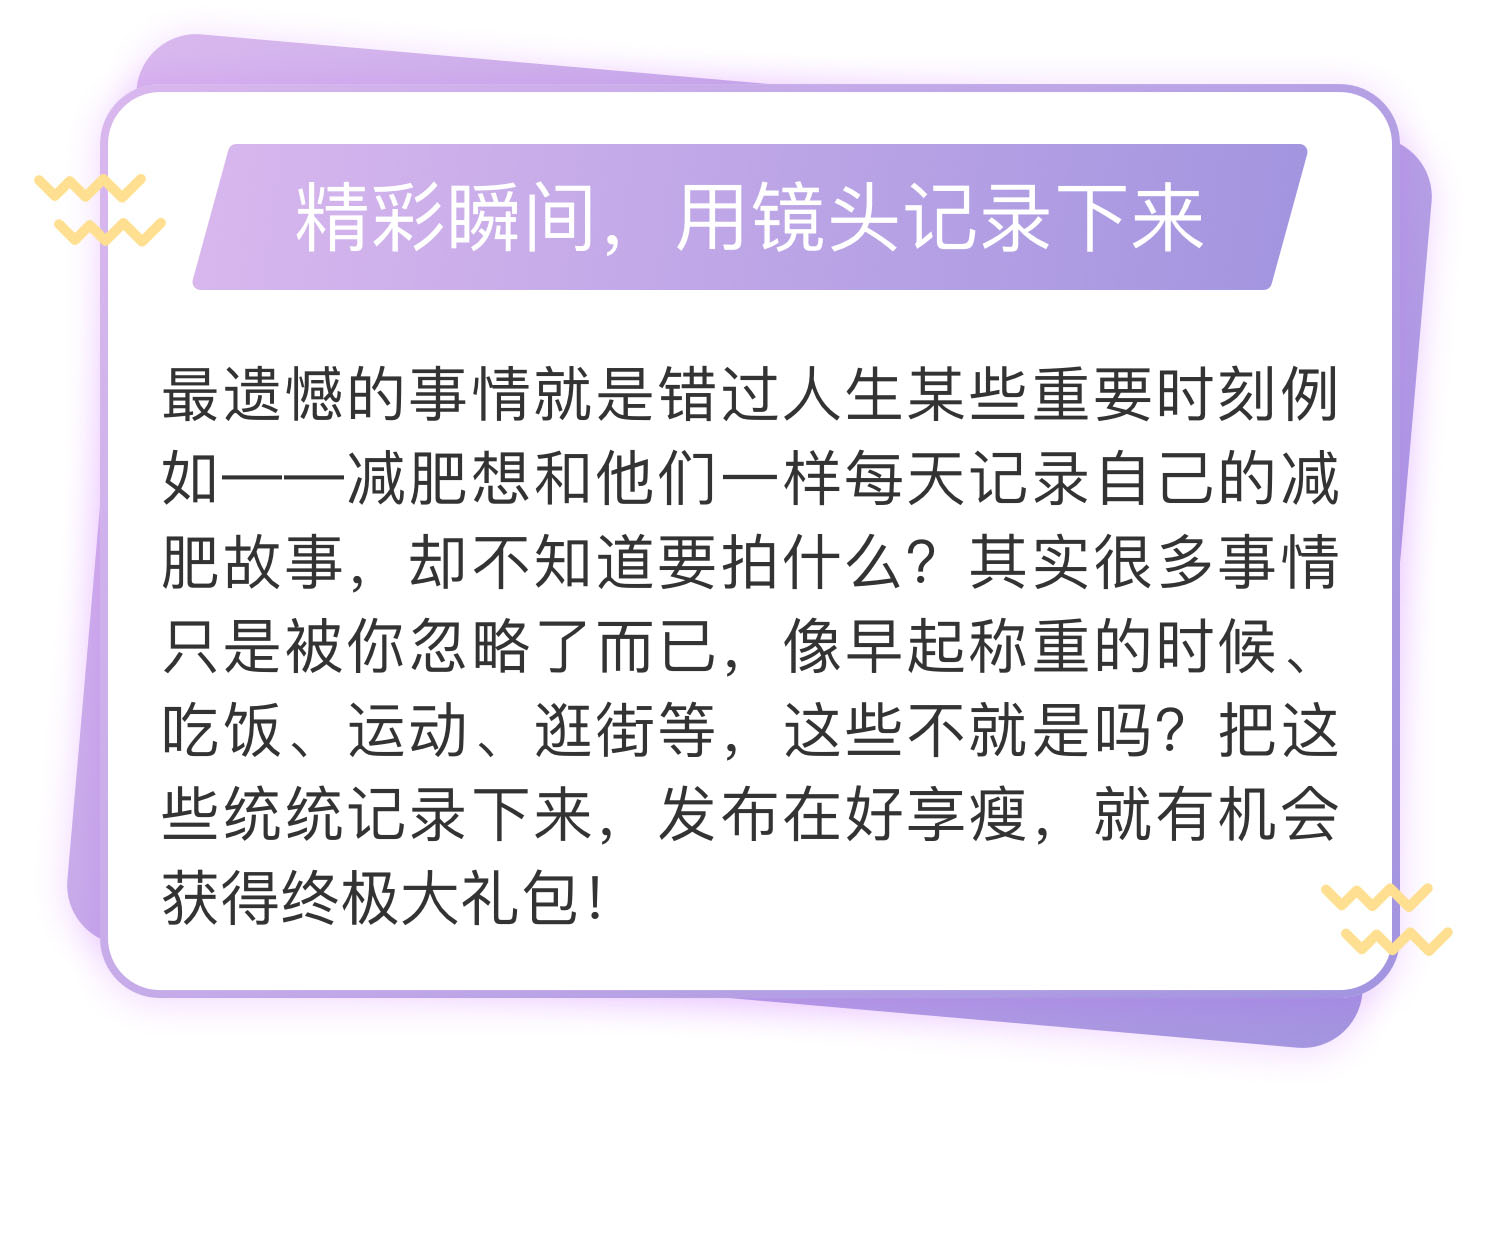 精彩瞬间，用镜头记录下来
最遗憾的事情就是错过人生某些重要时刻例
如——减肥想和他们一样每天记录自己的减
肥故事，却不知道要拍什么？其实很多事情
只是被你忽略了而已，像早起称重的时候、
吃饭、运动、逛街等，这些不就是吗？把这
些统统记录下来，发布在好享瘦，就有机会
获得终极大礼包！